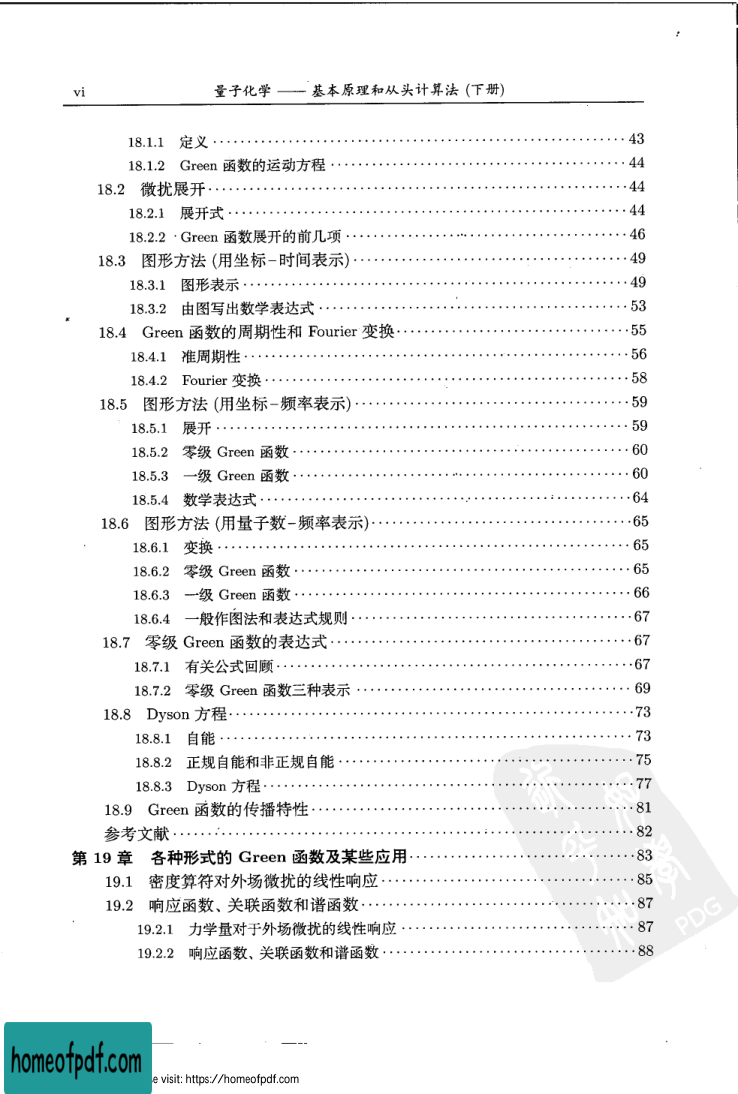 vi 量子化学 —— 基本原理和从头计算法 (下册)
18.1.1 定义 43
18.1.2 Green 函数的运动方程 44
18.2 微扰展开 44
18.2.1 展开式 44
18.2.2 Green 函数展开的前几项 46
18.3 图形方法 (用坐标-时间表示) 49
18.3.1 图形表示 49
18.3.2 由图写出数学表达式 53
18.4 Green 函数的周期性和 Fourier 变换 55
18.4.1 准周期性 56
18.4.2 Fourier 变换 58
18.5 图形方法 (用坐标-频率表示) 59
18.5.1 展开 59
18.5.2 零级 Green 函数 60
18.5.3 一级 Green 函数 60
18.5.4 数学表达式 64
18.6 图形方法 (用量子数-频率表示) 65
18.6.1 变换 65
18.6.2 零级 Green 函数 65
18.6.3 一级 Green 函数 66
18.6.4 一般作图法和表达式规则 67
18.7 零级 Green 函数的表达式 67
18.7.1 有关公式回顾 67
18.7.2 零级 Green 函数三种表示 69
18.8 Dyson 方程 73
18.8.1 自能 73
18.8.2 正规自能和非正规自能 75
18.8.3 Dyson 方程 77
18.9 Green 函数的传播特性 81
参考文献 82
第 19 章 各种形式的 Green 函数及某些应用 83
19.1 密度算符对外场微扰的线性响应 85
19.2 响应函数、关联函数和谱函数 87
19.2.1 力学量对于外场微扰的线性响应 87
19.2.2 响应函数、关联函数和谱函数 88
PDG
homeofpdf.com
e visit: https://homeofpdf.com